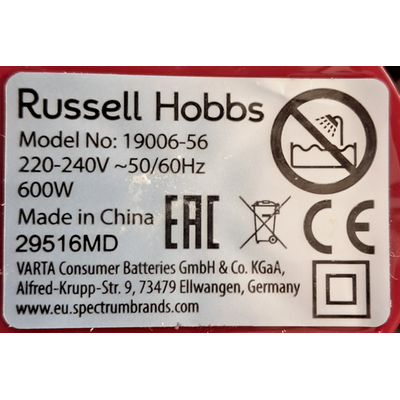 Russell Hobbs
Model No: 19006-56
220-240V ~50/60Hz
600W
Made in China
29516MD
EAC
CE
VARTA Consumer Batteries GmbH & Co. KGaA,
Alfred-Krupp-Str. 9, 73479 Ellwangen, Germany
www.eu.spectrumbrands.com